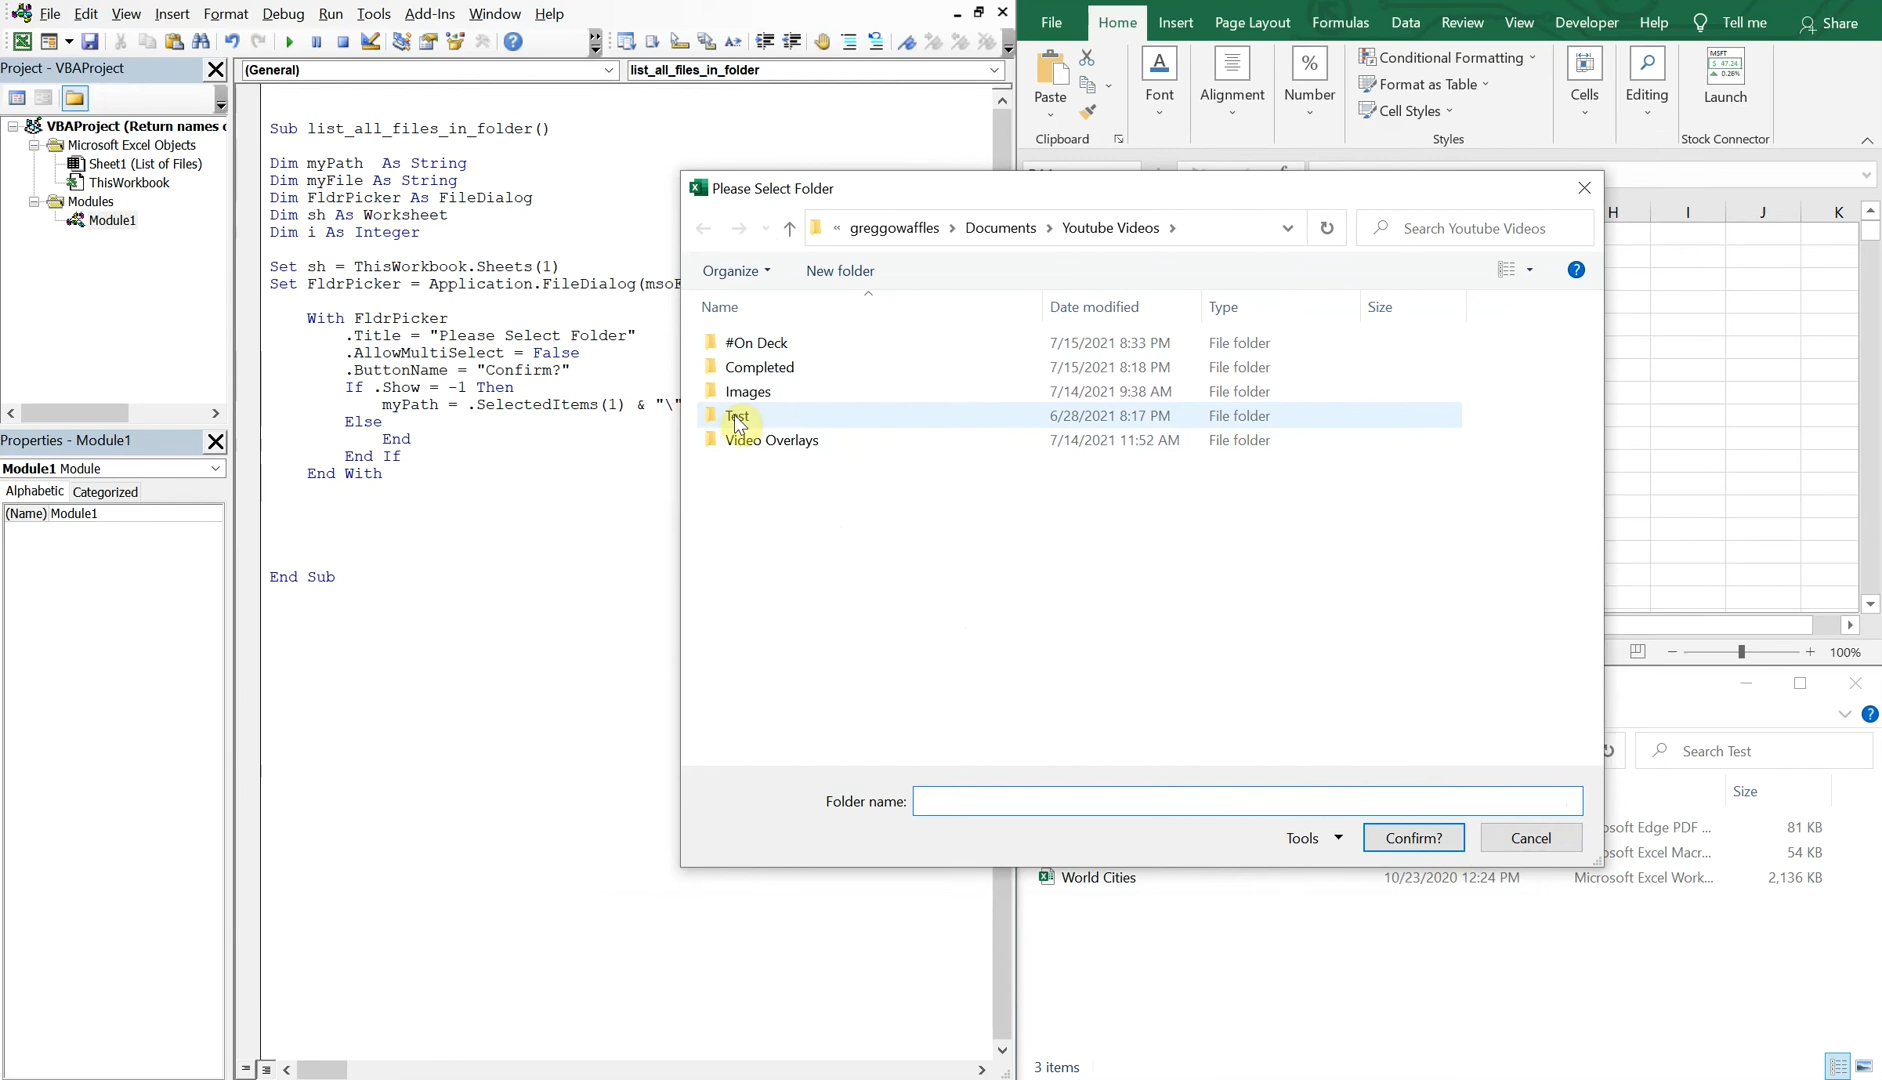 File Edit View Insert Format Debug Run Tools Add-Ins Window Help
Project - VBAProject
VBAProject (Return names
Microsoft Excel Objects
Sheet1 (List of Files)
ThisWorkbook
Modules
Module1
Properties - Module1
Module1 Module
Alphabetic Categorized
(Name) Module1
(General)
list_all_files_in_folder
Sub list_all_files_in_folder()
Dim myPath  As String
Dim myFile As String
Dim FldrPicker As FileDialog
Dim sh As Worksheet
Dim i As Integer
Set sh = ThisWorkbook.Sheets(1)
Set FldrPicker = Application.FileDialog(mso
With FldrPicker
.Title = "Please Select Folder"
.AllowMultiSelect = False
.ButtonName = "Confirm?"
If .Show = -1 Then
myPath = .SelectedItems(1) & "\"
Else
End
End If
End With
End Sub
File Home Insert Page Layout Formulas Data Review View Developer Help Tell me Share
Paste
Clipboard
Font
Alignment
Number
Conditional Formatting
Format as Table
Cell Styles
Styles
Cells
Editing
MSFT
$ 47.24
0.26%
Launch
Stock Connector
H I J K
100%
Please Select Folder
« greggowaffles > Documents > Youtube Videos >
Search Youtube Videos
Organize New folder
Name Date modified Type Size
#On Deck 7/15/2021 8:33 PM File folder
Completed 7/15/2021 8:18 PM File folder
Images 7/14/2021 9:38 AM File folder
Test 6/28/2021 8:17 PM File folder
Video Overlays 7/14/2021 11:52 AM File folder
Folder name:
Tools Confirm? Cancel
Search Test
Size
osoft Edge PDF ... 81 KB
osoft Excel Macr... 54 KB
World Cities 10/23/2020 12:24 PM Microsoft Excel Work... 2,136 KB
3 items